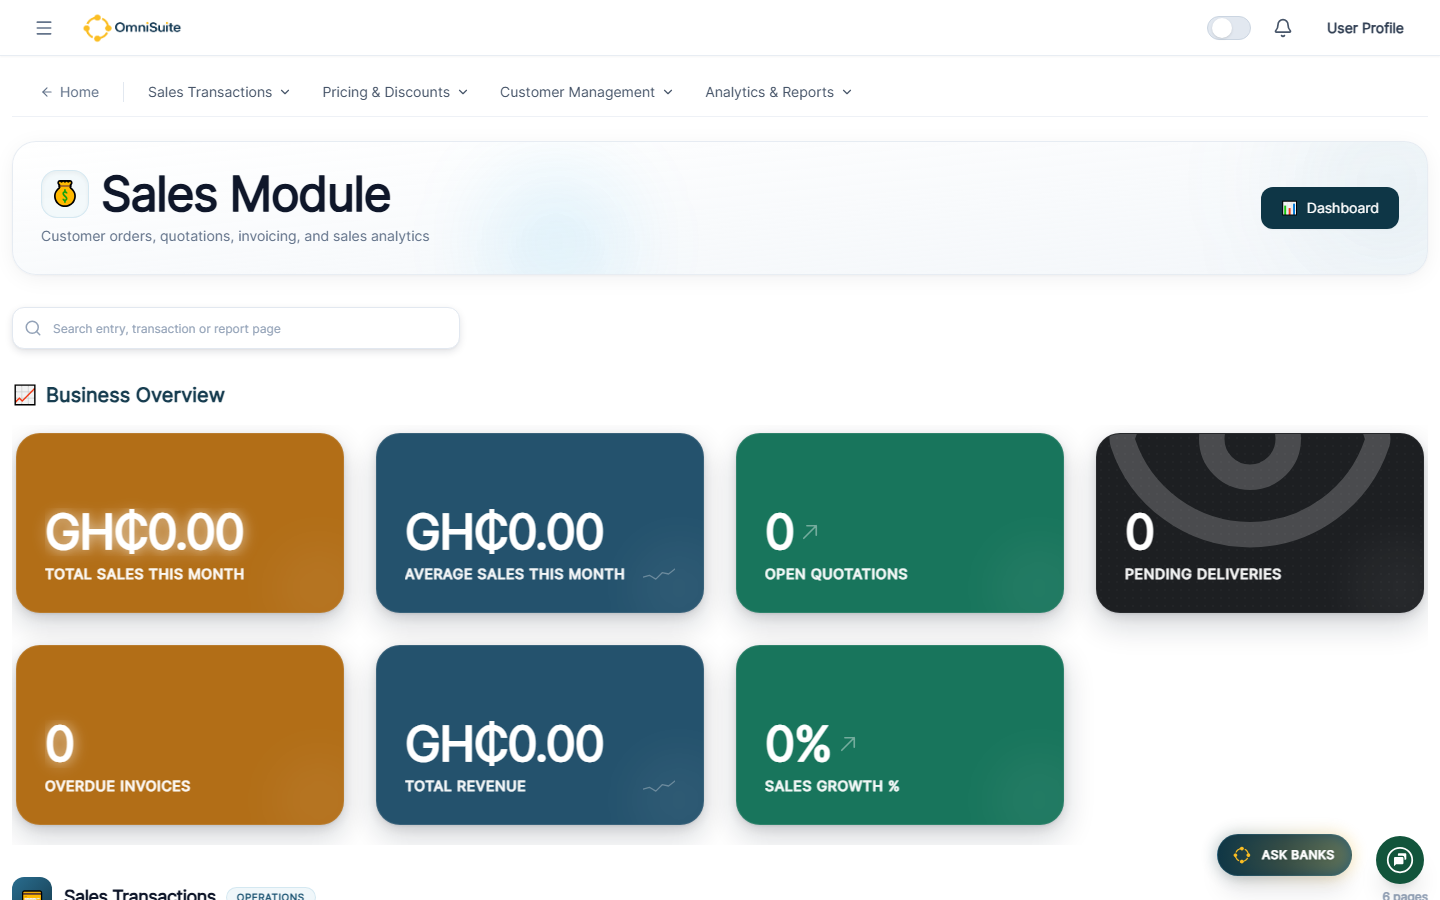 OmniSuite
User Profile
Home
Sales Transactions
Pricing & Discounts
Customer Management
Analytics & Reports
Sales Module
Customer orders, quotations, invoicing, and sales analytics
Dashboard
Search entry, transaction or report page
Business Overview
GH₵0.00
TOTAL SALES THIS MONTH
GH₵0.00
AVERAGE SALES THIS MONTH
0
OPEN QUOTATIONS
0
PENDING DELIVERIES
0
OVERDUE INVOICES
GH₵0.00
TOTAL REVENUE
0%
SALES GROWTH %
ASK BANKS
Sales Transactions
OPERATIONS
6 pages